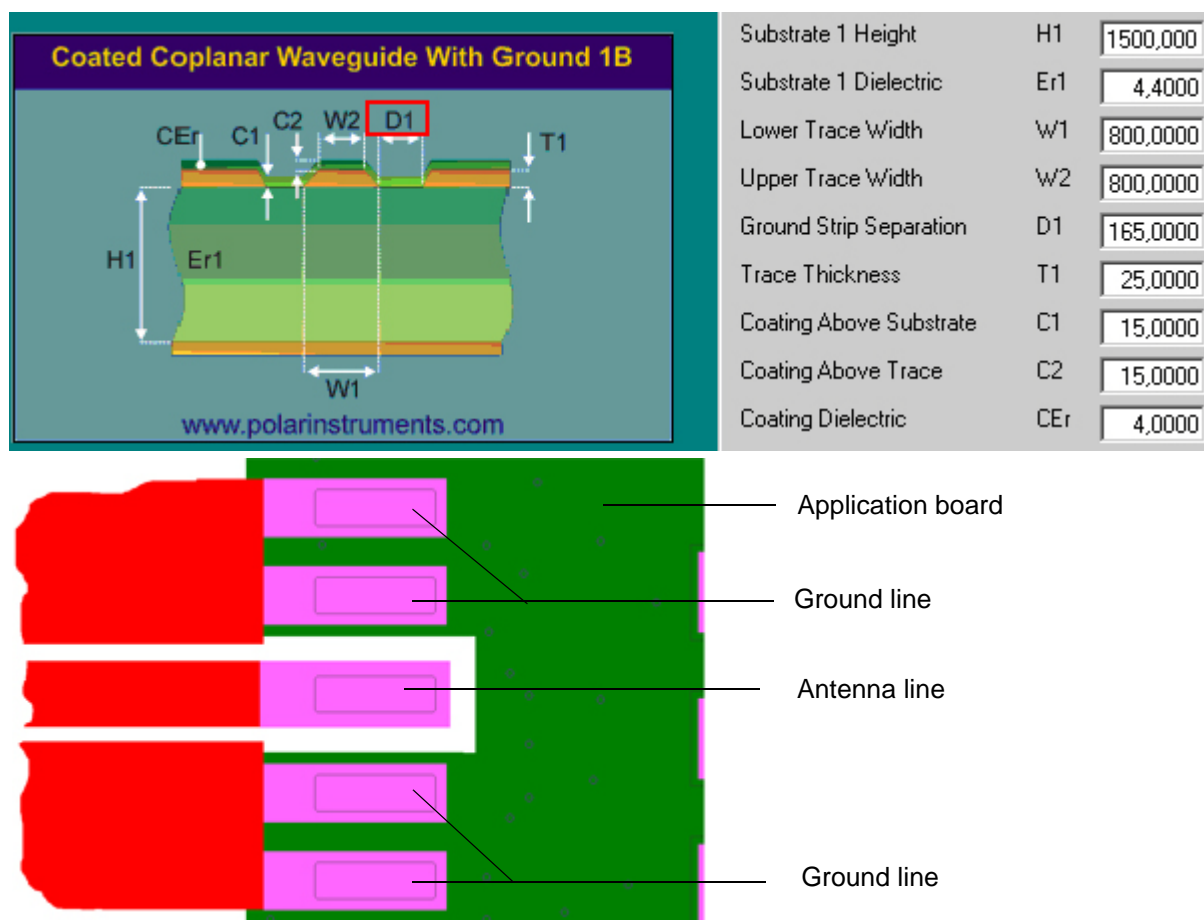 Coated Coplanar Waveguide With Ground 1B
CEr C1 C2 W2 D1 T1
H1 Er1
W1
www.polarinstruments.com
Substrate 1 Height H1 1500,000
Substrate 1 Dielectric Er1 4,4000
Lower Trace Width W1 800,0000
Upper Trace Width W2 800,0000
Ground Strip Separation D1 165,0000
Trace Thickness T1 25,0000
Coating Above Substrate C1 15,0000
Coating Above Trace C2 15,0000
Coating Dielectric CEr 4,0000
Application board
Ground line
Antenna line
Ground line